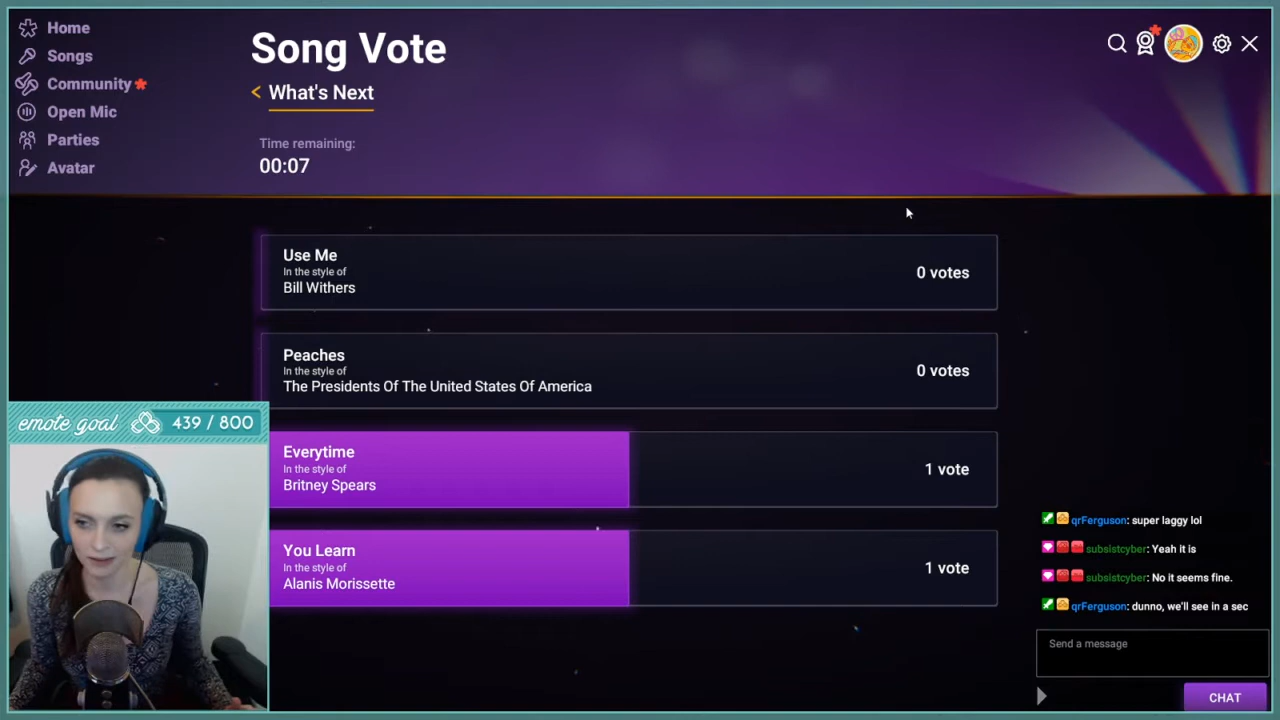 Home
Songs
Community
Open Mic
Parties
Avatar
Song Vote
< What's Next
Time remaining:
00:07
Use Me
In the style of
Bill Withers
0 votes
Peaches
In the style of
The Presidents Of The United States Of America
0 votes
Everytime
In the style of
Britney Spears
1 vote
You Learn
In the style of
Alanis Morissette
1 vote
emote goal 439 / 800
qrFerguson: super laggy lol
subsistcyber: Yeah it is
subsistcyber: No it seems fine.
qrFerguson: dunno, we'll see in a sec
Send a message
CHAT